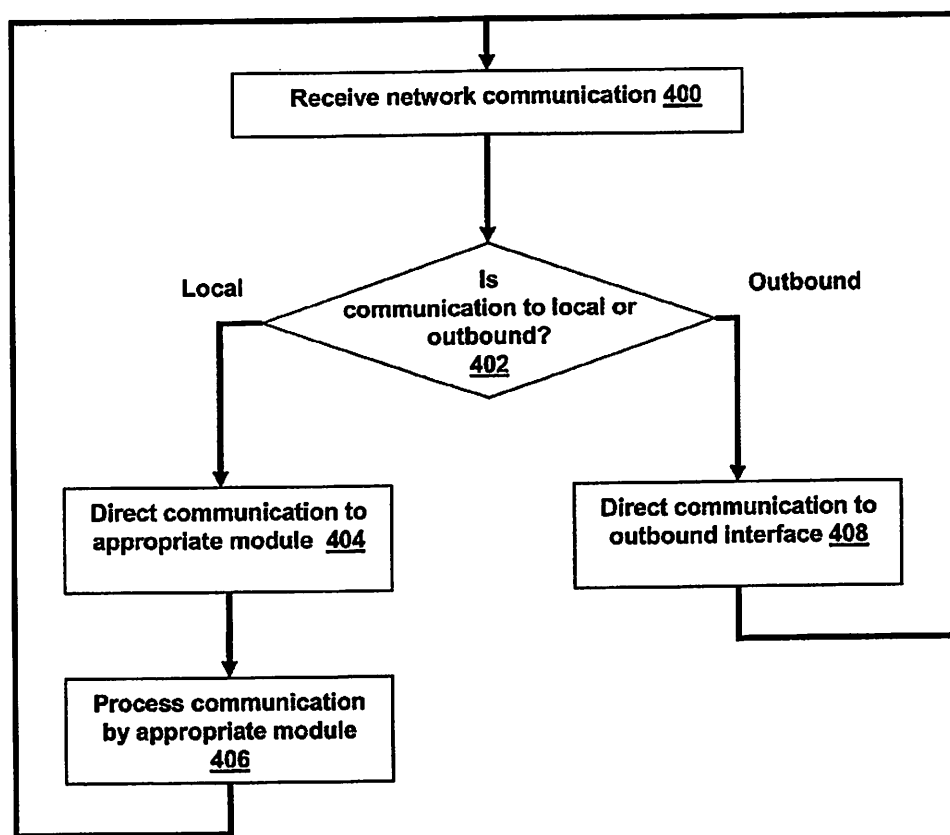 Receive network communication 400
Is
communication to local or
outbound?
402
Local
Outbound
Direct communication to
appropriate module 404
Direct communication to
outbound interface 408
Process communication
by appropriate module
406